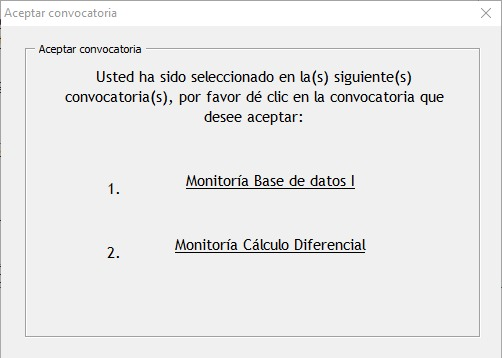 Aceptar convocatoria
Aceptar convocatoria
Usted ha sido seleccionado en la(s) siguiente(s)
convocatoria(s), por favor dé clic en la convocatoria que
desee aceptar:
1. Monitoría Base de datos I
2. Monitoría Cálculo Diferencial